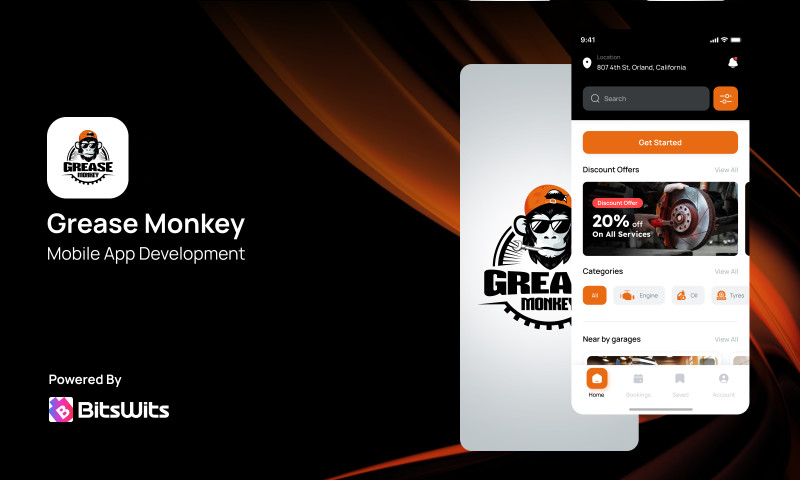 GREASE
MONKEY
Grease Monkey
Mobile App Development
Powered By
BitsWits
GREA
MONKEY
9:41
Location
807 4th St, Orland, California
Search
Get Started
Discount Offers
View All
Discount Offer
20% off
On All Services
Categories
View All
All
Engine
Oil
Tyres
Near by garages
View All
Home
Bookings
Saved
Account